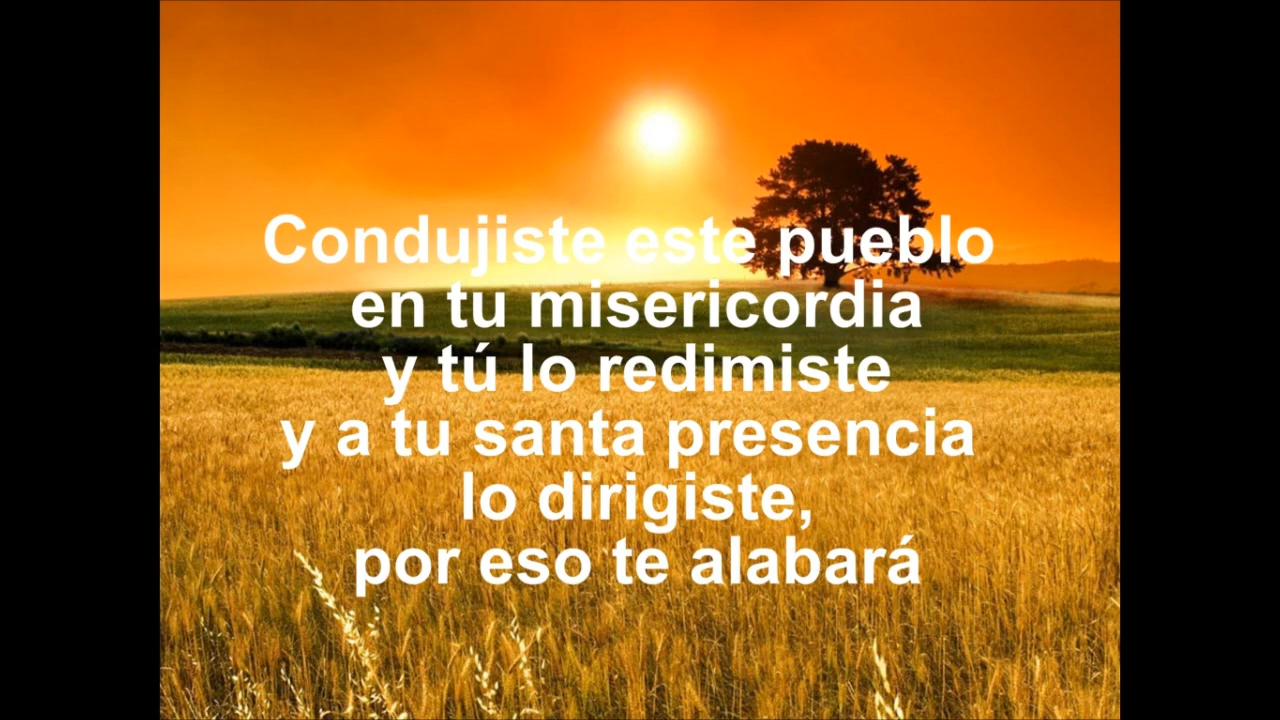 Condujiste este pueblo
en tu misericordia
y tú lo redimiste
y a tu santa presencia
lo dirigiste,
por eso te alabará